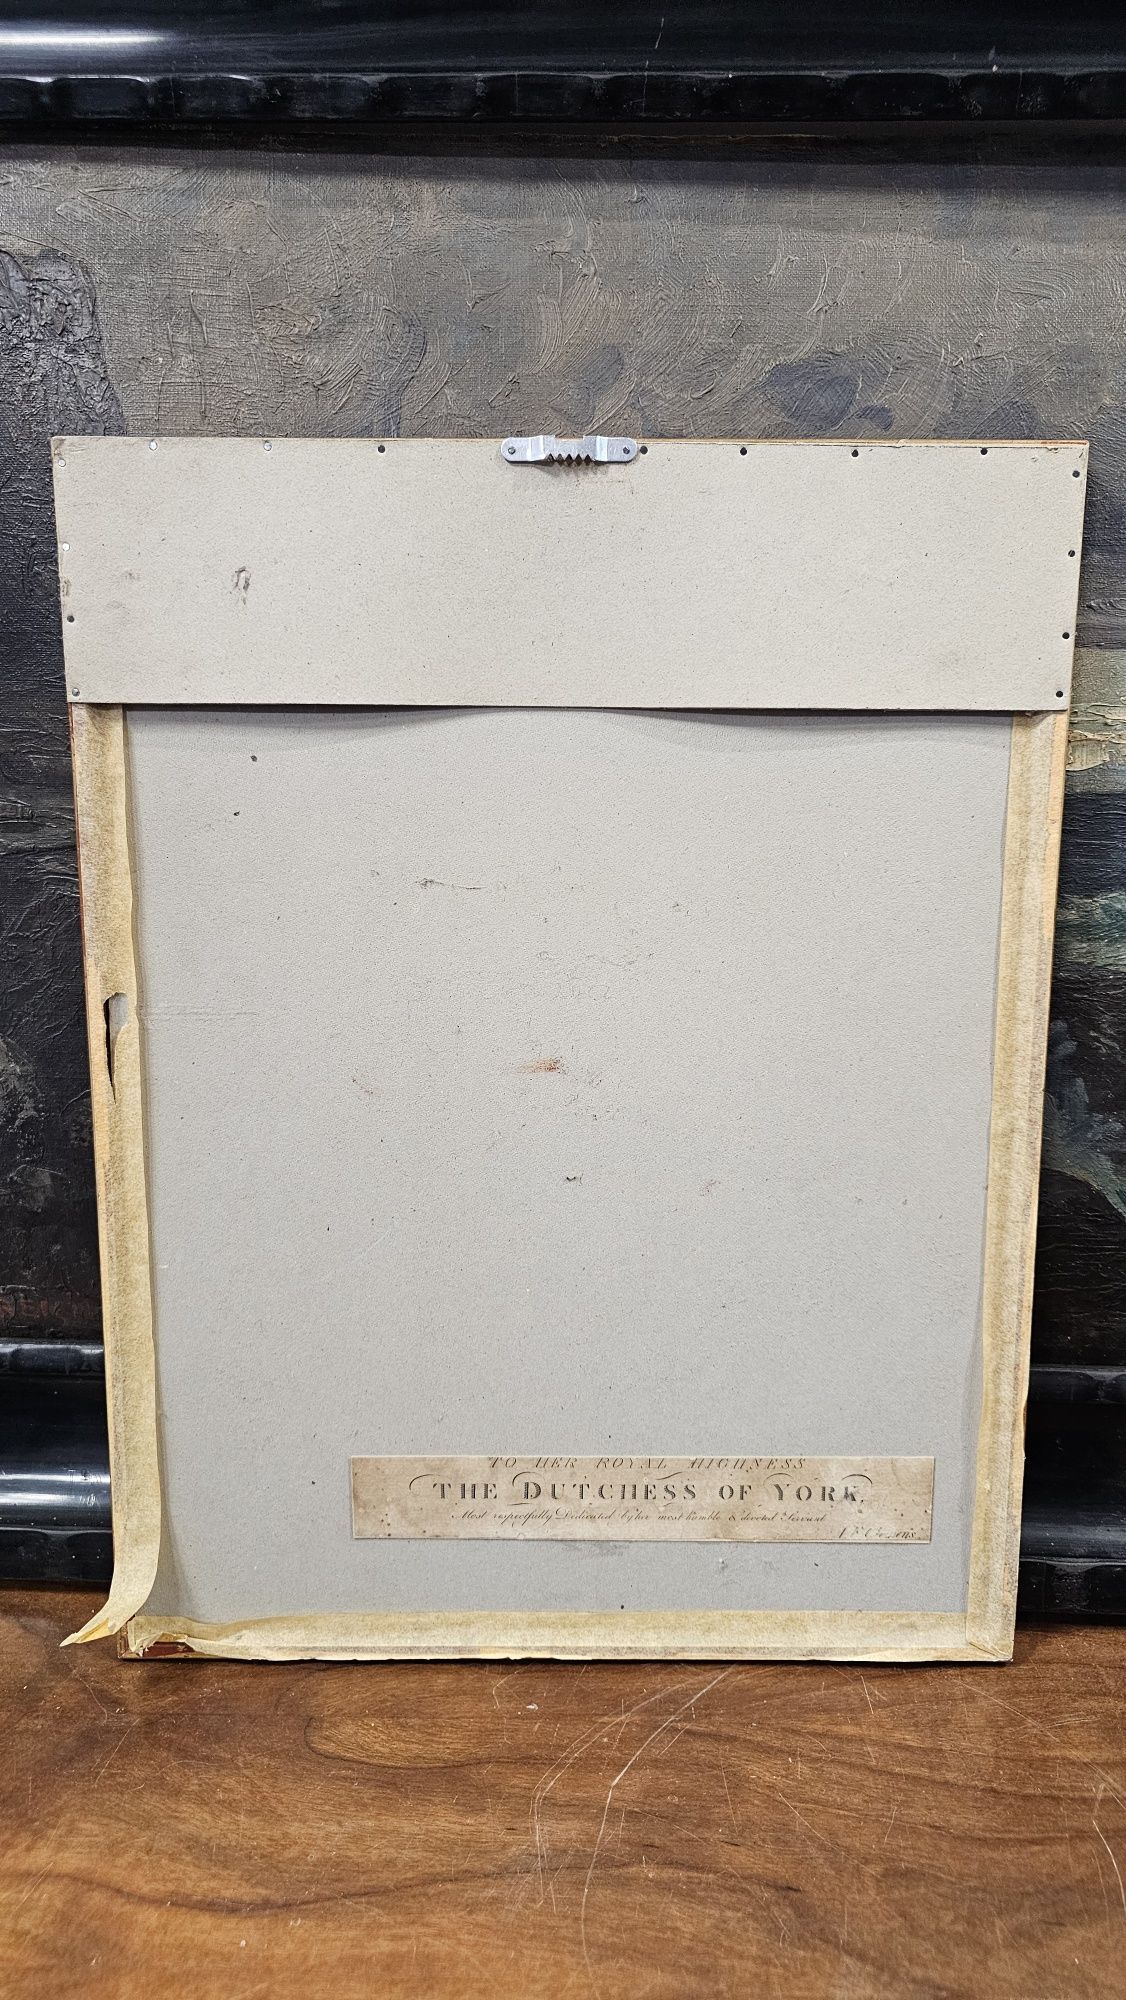 TO HER ROYAL HIGHNESS
THE DUTCHESS OF YORK,
Most respectfully Dedicated by her most humble & devoted Servant